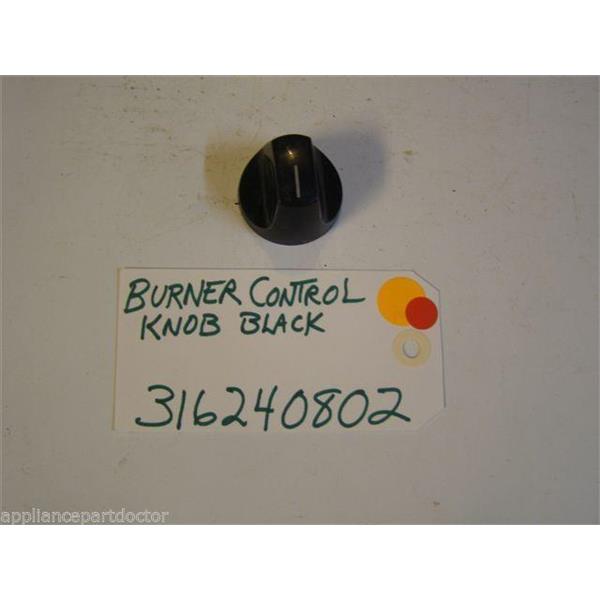 BURNER CONTROL
KNOB BLACK
316240802
appliancepartdoctor